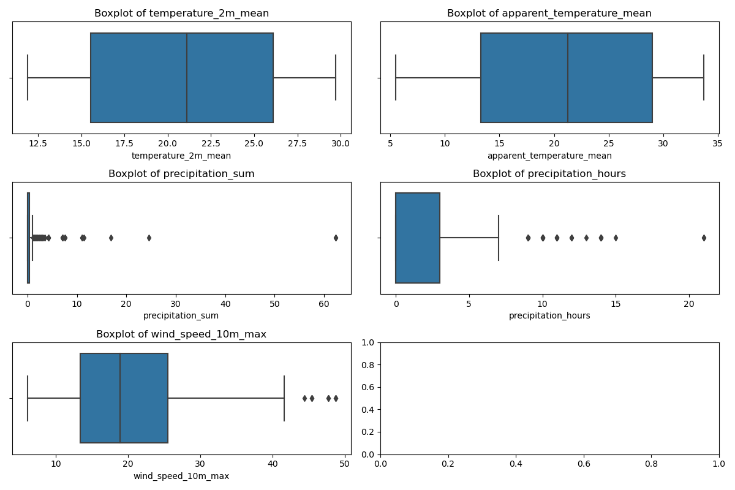 Boxplot of temperature_2m_mean
12.5 15.0 17.5 20.0 22.5 25.0 27.5 30.0
temperature_2m_mean
Boxplot of apparent_temperature_mean
5 10 15 20 25 30 35
apparent_temperature_mean
Boxplot of precipitation_sum
0 10 20 30 40 50 60
precipitation_sum
Boxplot of precipitation_hours
0 5 10 15 20
precipitation_hours
Boxplot of wind_speed_10m_max
10 20 30 40 50
wind_speed_10m_max
1.0
0.8
0.6
0.4
0.2
0.0
0.0 0.2 0.4 0.6 0.8 1.0